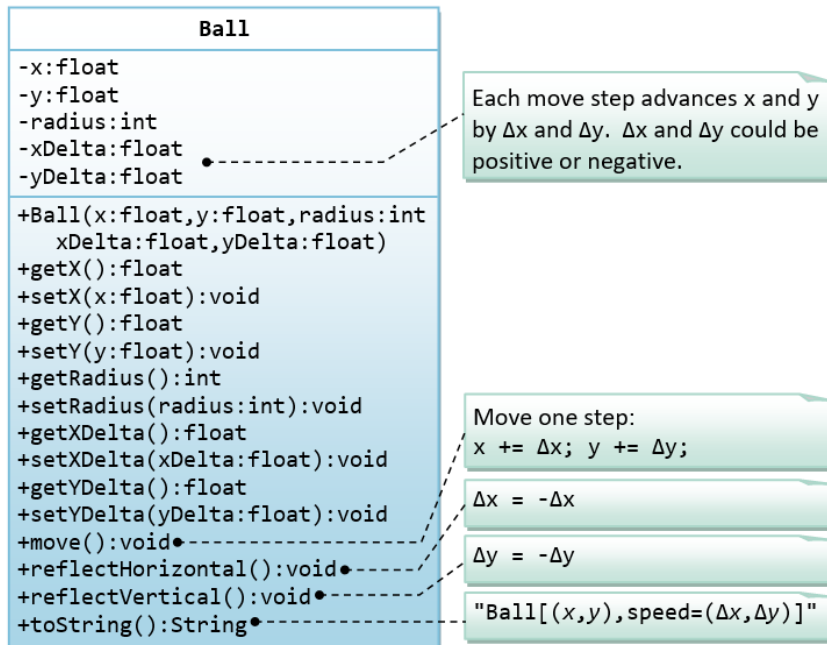 Ball
-x:float
-y:float
-radius:int
-xDelta:float
-yDelta:float
+Ball(x:float,y:float,radius:int
xDelta:float,yDelta:float)
+getX():float
+setX(x:float):void
+getY():float
+setY(y:float):void
+getRadius():int
+setRadius(radius:int):void
+getXDelta():float
+setXDelta(xDelta:float):void
+getYDelta():float
+setYDelta(yDelta:float):void
+move():void
+reflectHorizontal():void
+reflectVertical():void
+toString():String
Each move step advances x and y
by Δx and Δy. Δx and Δy could be
positive or negative.
Move one step:
x += Δx; y += Δy;
Δx = -Δx
Δy = -Δy
"Ball[(x,y),speed=(Δx,Δy)]"